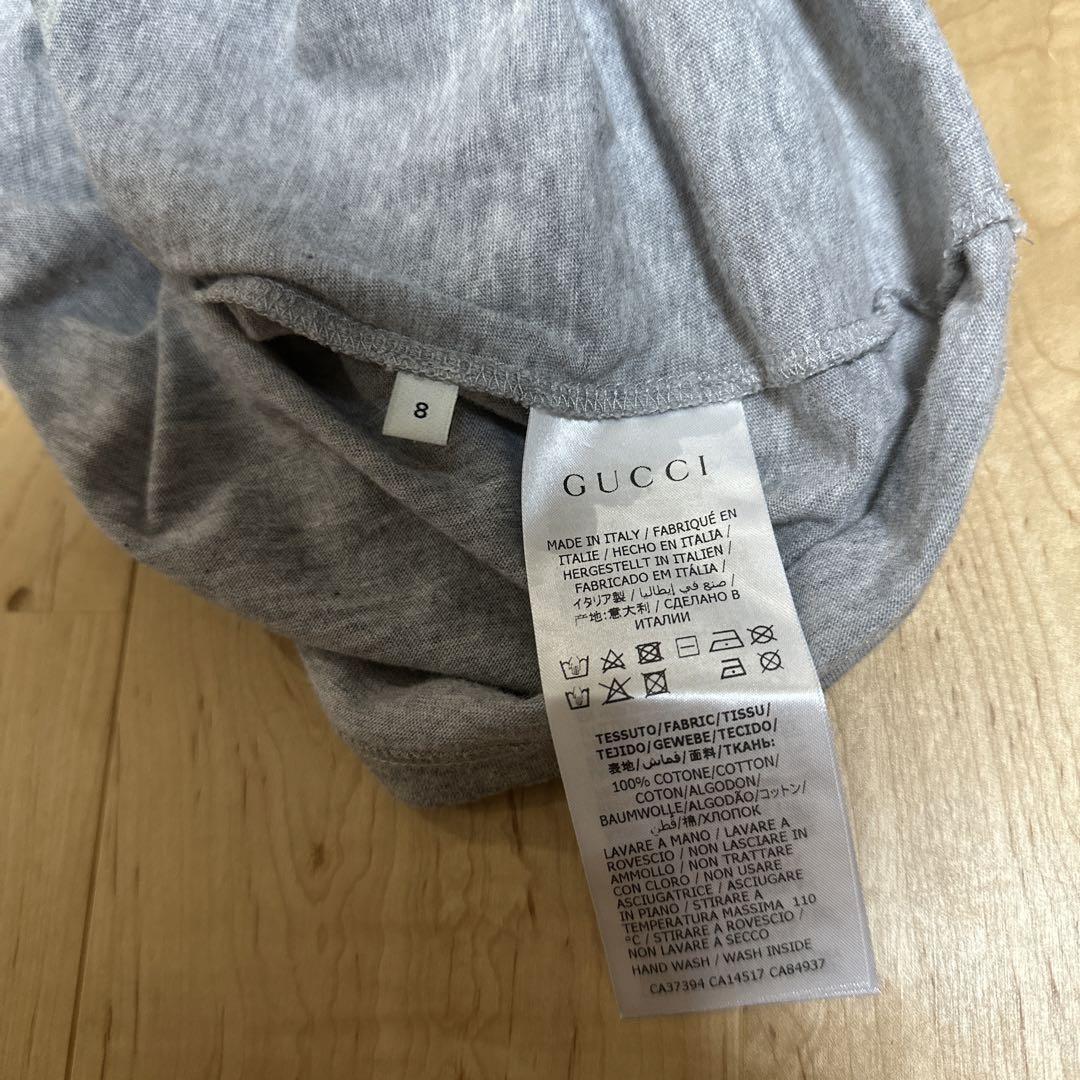 8
GUCCI
MADE IN ITALY / FABRIQUÉ EN
ITALIE / HECHO EN ITALIA /
HERGESTELLT IN ITALIEN /
FABRICADO EM ITÁLIA /
イタリア製 / صنع في إيطاليا /
产地:意大利 / СДЕЛАНО В
ИТАЛИИ
TESSUTO/FABRIC/TISSU/
TEJIDO/GEWEBE/TECIDO/
表地/قماش/面料/ТКАНЬ:
100% COTONE/COTTON/
COTON/ALGODON/
BAUMWOLLE/ALGODÃO/コットン/
قطن/棉/ХЛОПОК
LAVARE A MANO / LAVARE A
ROVESCIO / NON LASCIARE IN
AMMOLLO / NON TRATTARE
CON CLORO / NON USARE
ASCIUGATRICE / ASCIUGARE
IN PIANO / STIRARE A
TEMPERATURA MASSIMA 110
°C / STIRARE A ROVESCIO /
NON LAVARE A SECCO
HAND WASH / WASH INSIDE
CA37394 CA14517 CA84937